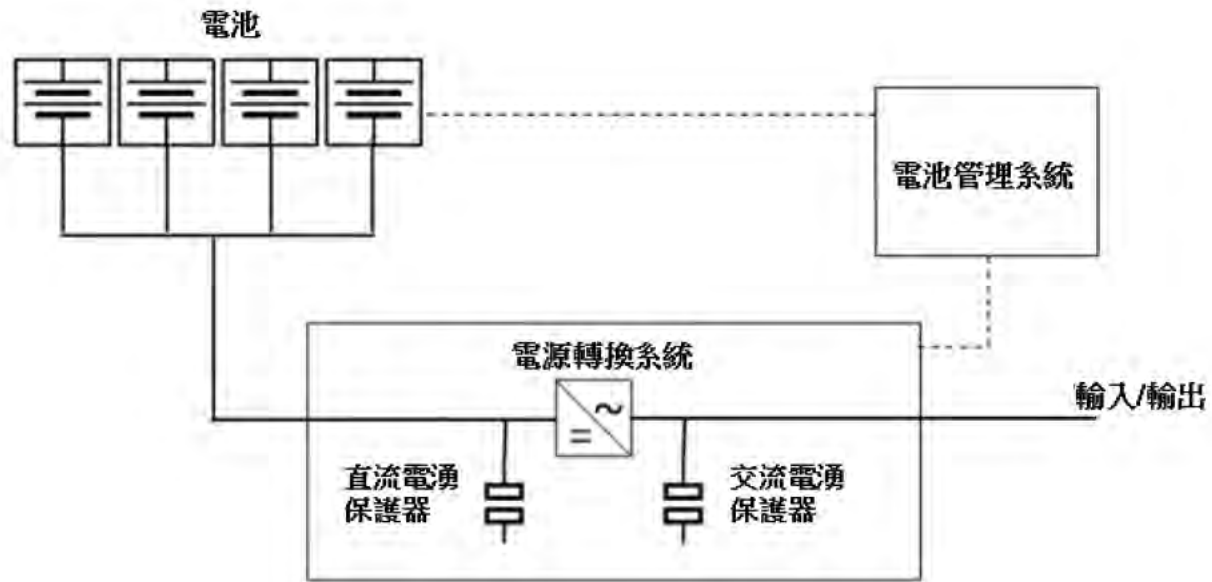 電池
電池管理系統
電源轉換系統
輸入/輸出
直流電湧
保護器
交流電湧
保護器